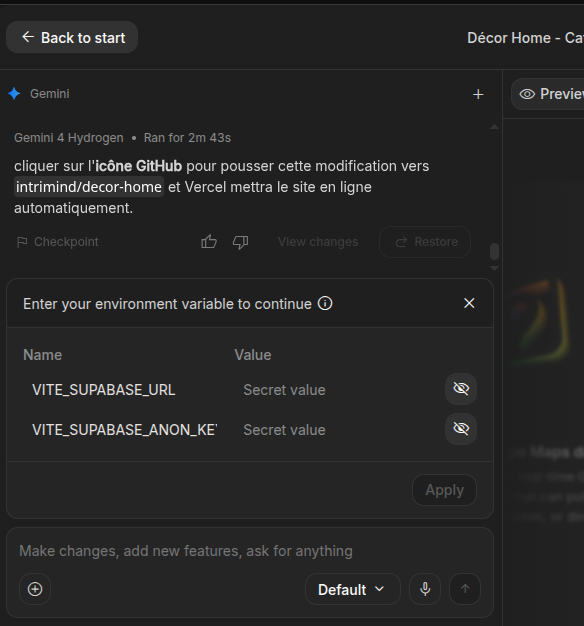 Back to start
Décor Home - Ca
Gemini
Preview
Gemini 4 Hydrogen • Ran for 2m 43s
cliquer sur l'icône GitHub pour pousser cette modification vers
intrimind/decor-home et Vercel mettra le site en ligne
automatiquement.
Checkpoint
View changes
Restore
Enter your environment variable to continue
Name
Value
VITE_SUPABASE_URL
Secret value
VITE_SUPABASE_ANON_KEY
Secret value
Apply
Make changes, add new features, ask for anything
Default